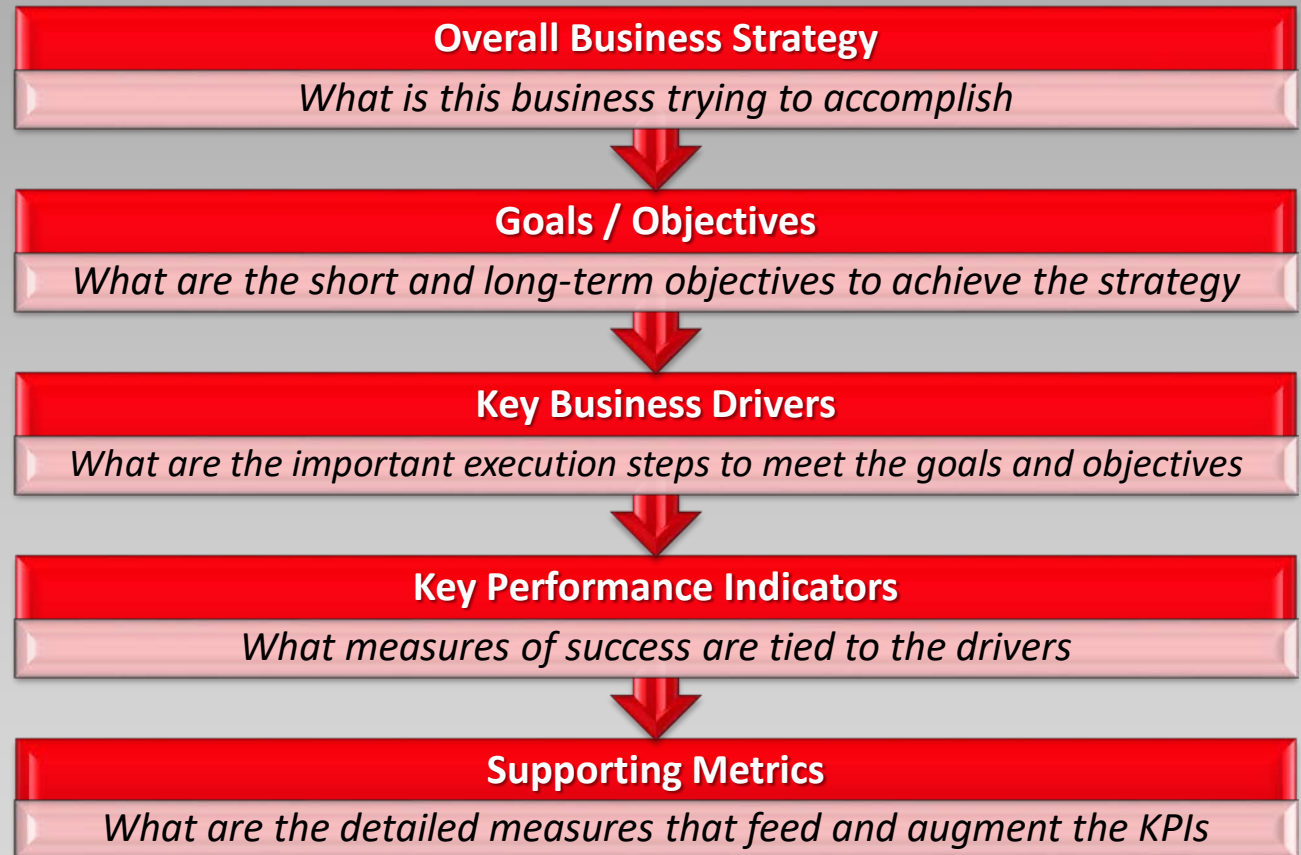 Overall Business Strategy
What is this business trying to accomplish
Goals / Objectives
What are the short and long-term objectives to achieve the strategy
Key Business Drivers
What are the important execution steps to meet the goals and objectives
Key Performance Indicators
What measures of success are tied to the drivers
Supporting Metrics
What are the detailed measures that feed and augment the KPIs